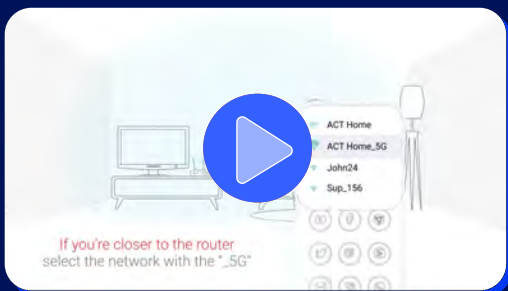 ACT Home
ACT Home_5G
John24
Sup_156
If you're closer to the router
select the network with the "_5G"